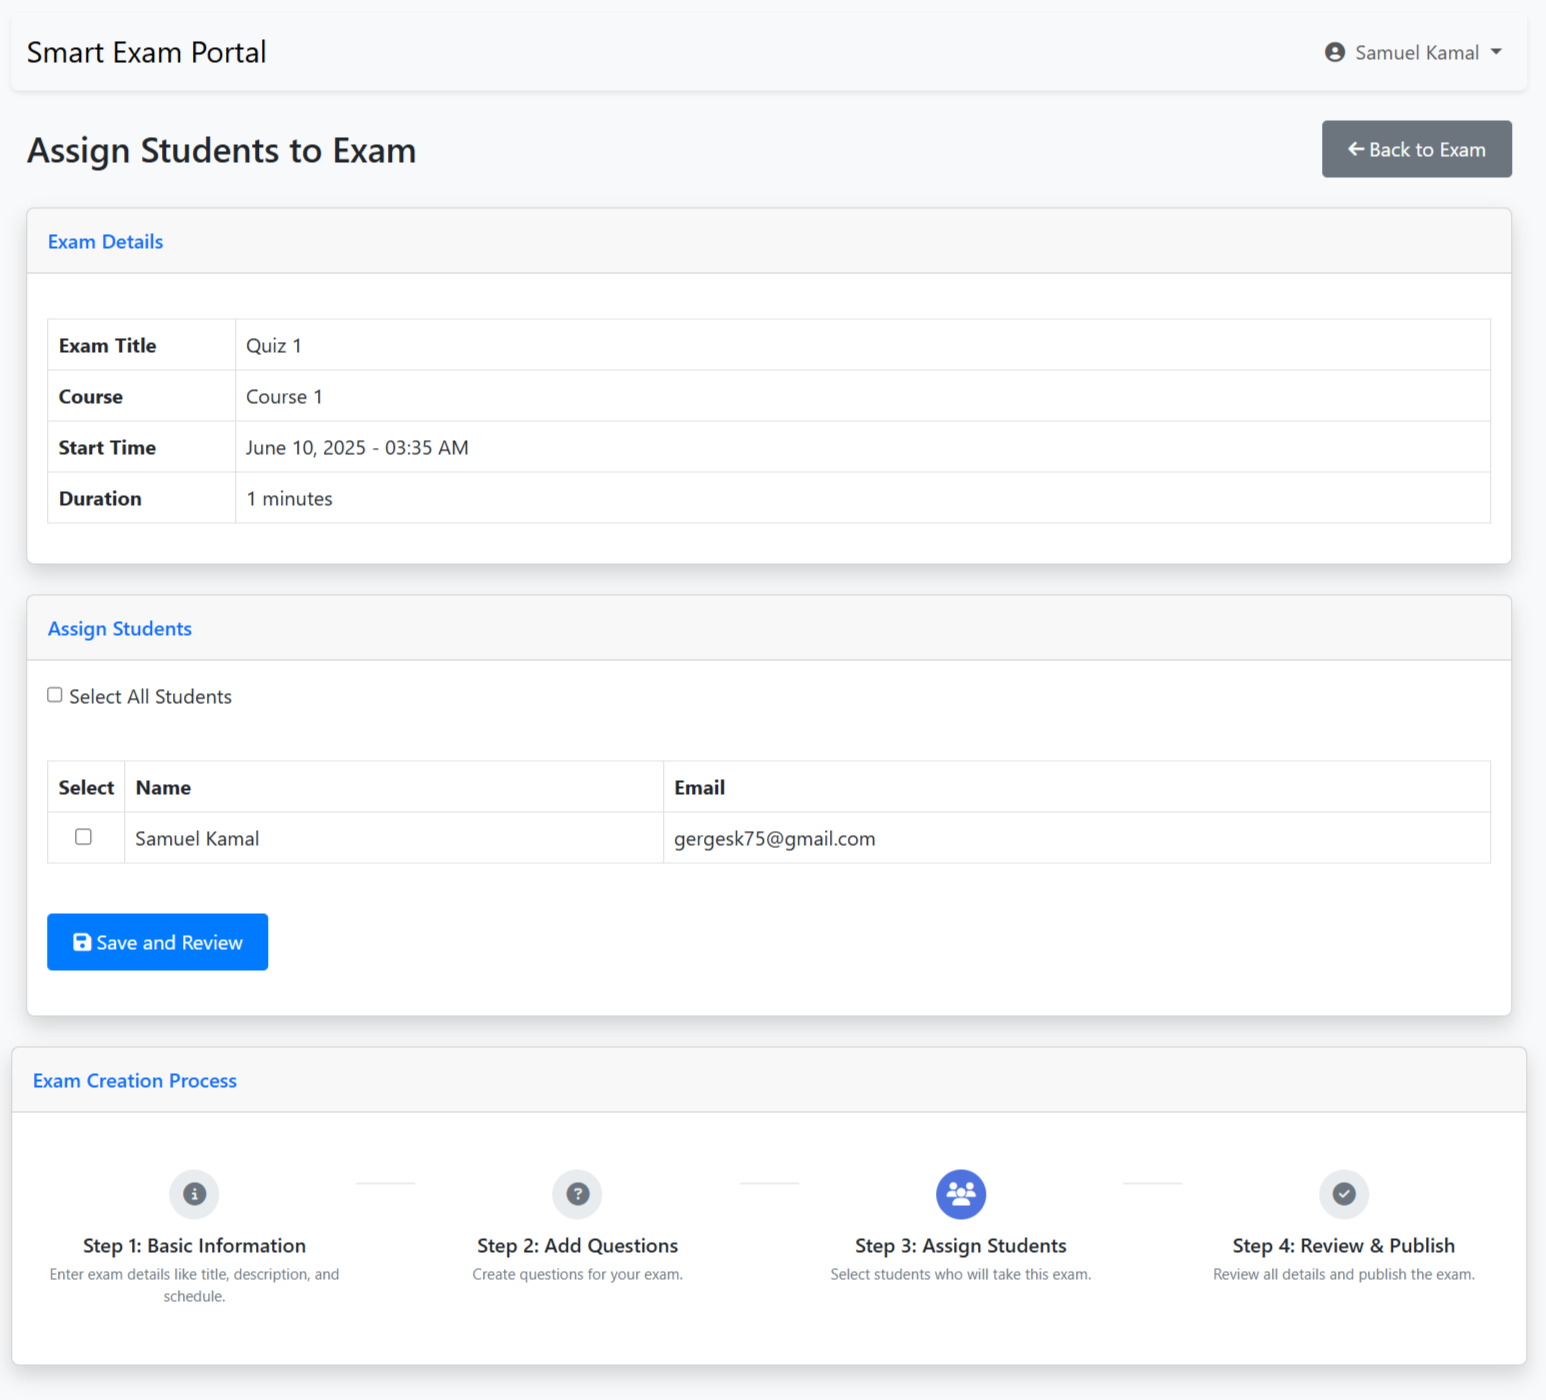 Smart Exam Portal
Samuel Kamal
Assign Students to Exam
Back to Exam
Exam Details
Exam Title Quiz 1
Course Course 1
Start Time June 10, 2025 - 03:35 AM
Duration 1 minutes
Assign Students
Select All Students
Select Name Email
Samuel Kamal gergesk75@gmail.com
Save and Review
Exam Creation Process
Step 1: Basic Information
Enter exam details like title, description, and
schedule.
Step 2: Add Questions
Create questions for your exam.
Step 3: Assign Students
Select students who will take this exam.
Step 4: Review & Publish
Review all details and publish the exam.